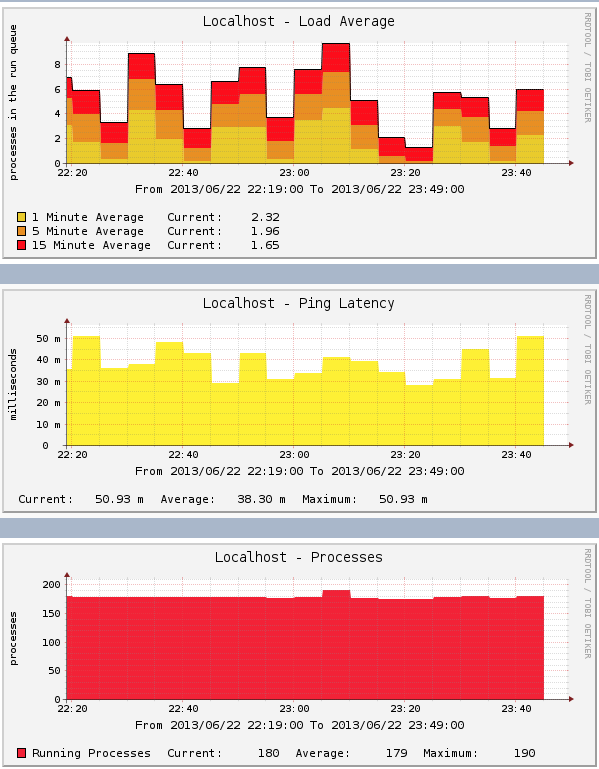 Localhost - Load Average
RRDTOOL / TOBI OETIKER
processes in the run queue
8
6
4
2
0
22:20 22:40 23:00 23:20 23:40
From 2013/06/22 22:19:00 To 2013/06/22 23:49:00
1 Minute Average Current: 2.32
5 Minute Average Current: 1.96
15 Minute Average Current: 1.65
Localhost - Ping Latency
RRDTOOL / TOBI OETIKER
milliseconds
50 m
40 m
30 m
20 m
10 m
0
22:20 22:40 23:00 23:20 23:40
From 2013/06/22 22:19:00 To 2013/06/22 23:49:00
Current: 50.93 m Average: 38.30 m Maximum: 50.93 m
Localhost - Processes
RRDTOOL / TOBI OETIKER
processes
200
150
100
50
0
22:20 22:40 23:00 23:20 23:40
From 2013/06/22 22:19:00 To 2013/06/22 23:49:00
Running Processes Current: 180 Average: 179 Maximum: 190